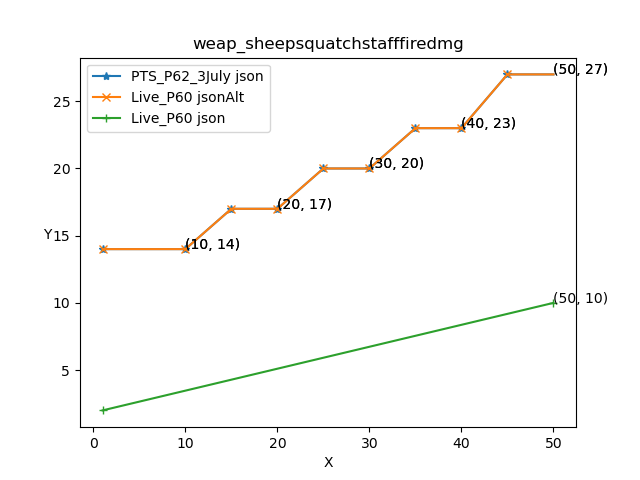 weap_sheepsquatchstafffiredmg
PTS_P62_3July json
Live_P60 jsonAlt
Live_P60 json
(50, 27)
(40, 23)
(30, 20)
(20, 17)
(10, 14)
(50, 10)
25
20
15
10
5
Y
0
10
20
30
40
50
X